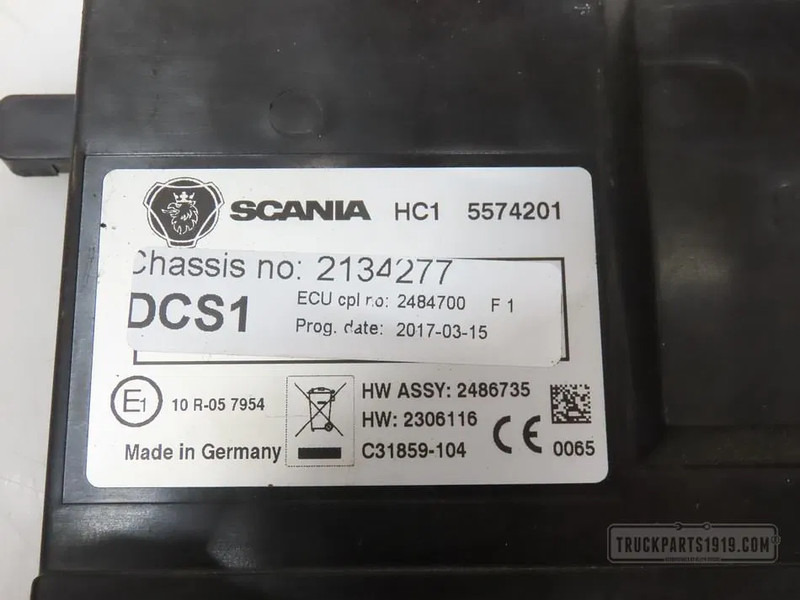 SCANIA HC1 5574201
Chassis no: 2134277
DCS1
ECU cpl no: 2484700 F 1
Prog. date: 2017-03-15
E1 10 R-05 7954
HW ASSY: 2486735
HW: 2306116
Made in Germany
C31859-104
CE 0065
TRUCKPARTS1919.COM